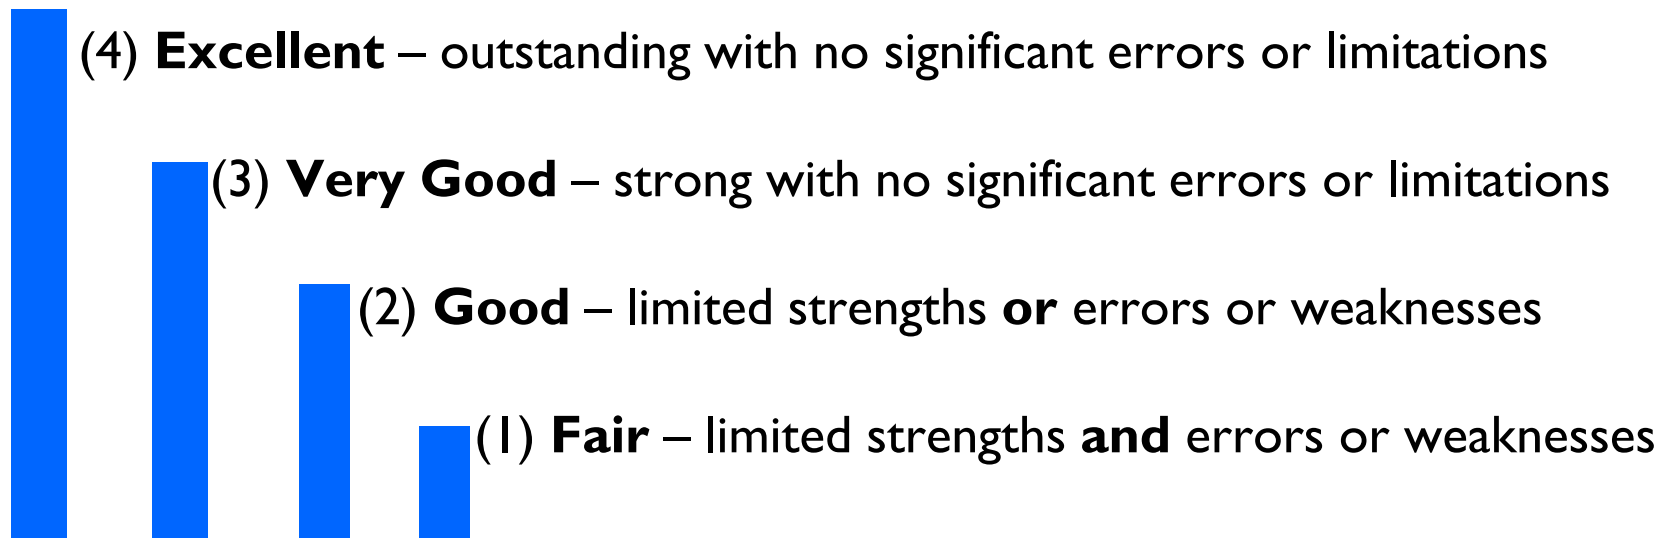 (4) Excellent – outstanding with no significant errors or limitations
(3) Very Good – strong with no significant errors or limitations
(2) Good – limited strengths or errors or weaknesses
(1) Fair – limited strengths and errors or weaknesses